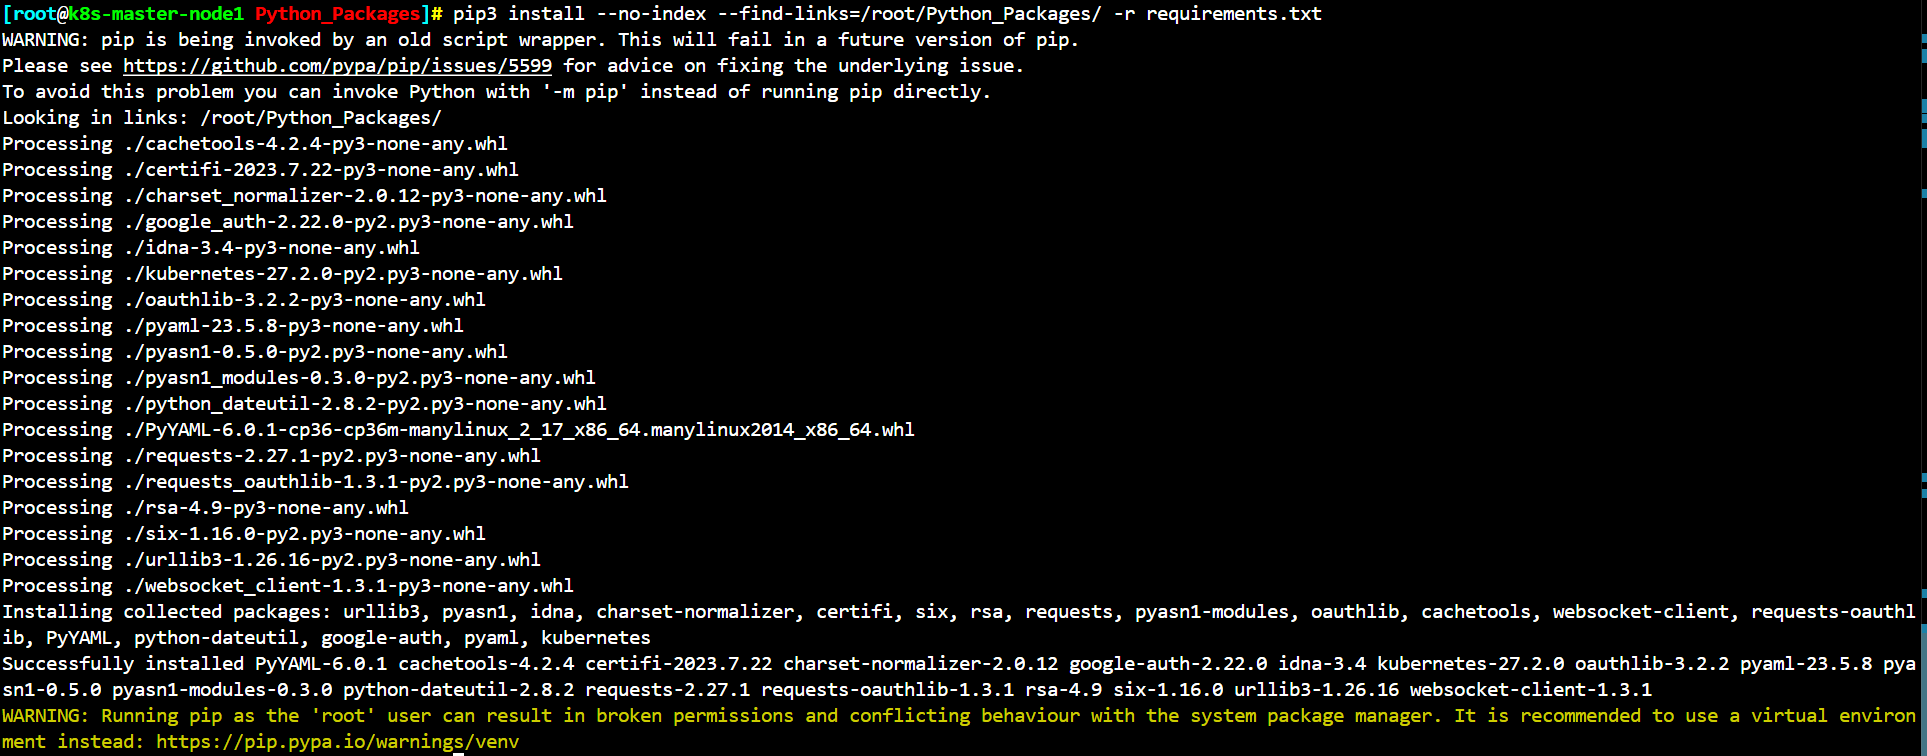 [root@k8s-master-node1 Python_Packages]# pip3 install --no-index --find-links=/root/Python_Packages/ -r requirements.txt
WARNING: pip is being invoked by an old script wrapper. This will fail in a future version of pip.
Please see https://github.com/pypa/pip/issues/5599 for advice on fixing the underlying issue.
To avoid this problem you can invoke Python with '-m pip' instead of running pip directly.
Looking in links: /root/Python_Packages/
Processing ./cachetools-4.2.4-py3-none-any.whl
Processing ./certifi-2023.7.22-py3-none-any.whl
Processing ./charset_normalizer-2.0.12-py3-none-any.whl
Processing ./google_auth-2.22.0-py2.py3-none-any.whl
Processing ./idna-3.4-py3-none-any.whl
Processing ./kubernetes-27.2.0-py2.py3-none-any.whl
Processing ./oauthlib-3.2.2-py3-none-any.whl
Processing ./pyaml-23.5.8-py3-none-any.whl
Processing ./pyasn1-0.5.0-py2.py3-none-any.whl
Processing ./pyasn1_modules-0.3.0-py2.py3-none-any.whl
Processing ./python_dateutil-2.8.2-py2.py3-none-any.whl
Processing ./PyYAML-6.0.1-cp36-cp36m-manylinux_2_17_x86_64.manylinux2014_x86_64.whl
Processing ./requests-2.27.1-py2.py3-none-any.whl
Processing ./requests_oauthlib-1.3.1-py2.py3-none-any.whl
Processing ./rsa-4.9-py3-none-any.whl
Processing ./six-1.16.0-py2.py3-none-any.whl
Processing ./urllib3-1.26.16-py2.py3-none-any.whl
Processing ./websocket_client-1.3.1-py3-none-any.whl
Installing collected packages: urllib3, pyasn1, idna, charset-normalizer, certifi, six, rsa, requests, pyasn1-modules, oauthlib, cachetools, websocket-client, requests-oauthl
ib, PyYAML, python-dateutil, google-auth, pyaml, kubernetes
Successfully installed PyYAML-6.0.1 cachetools-4.2.4 certifi-2023.7.22 charset-normalizer-2.0.12 google-auth-2.22.0 idna-3.4 kubernetes-27.2.0 oauthlib-3.2.2 pyaml-23.5.8 pya
sn1-0.5.0 pyasn1-modules-0.3.0 python-dateutil-2.8.2 requests-2.27.1 requests-oauthlib-1.3.1 rsa-4.9 six-1.16.0 urllib3-1.26.16 websocket-client-1.3.1
WARNING: Running pip as the 'root' user can result in broken permissions and conflicting behaviour with the system package manager. It is recommended to use a virtual environ
ment instead: https://pip.pypa.io/warnings/venv